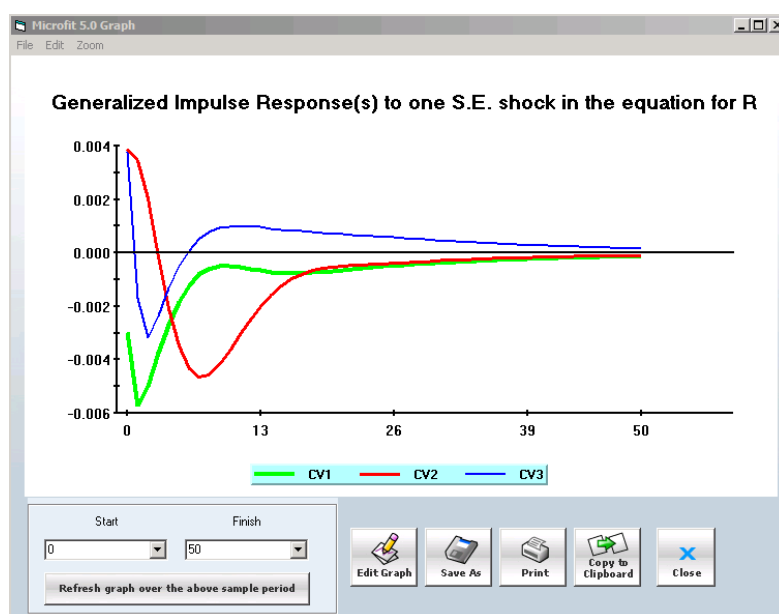 Microfit 5.0 Graph
File Edit Zoom
Generalized Impulse Response(s) to one S.E. shock in the equation for R
0.004
0.002
0.000
-0.002
-0.004
-0.006
0 13 26 39 50
CV1 CV2 CV3
Start Finish
0 50
Refresh graph over the above sample period
Edit Graph
Save As
Print
Copy to
Clipboard
Close